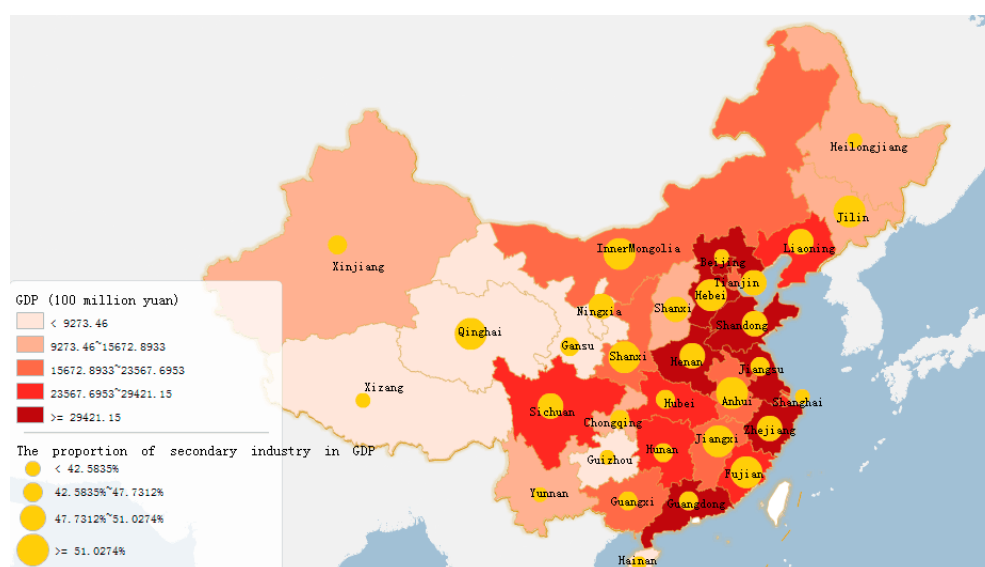 Heilongjiang
Jilin
InnerMongolia
Liaoning
Beijing
Xinjiang
Tianjin
Hebei
GDP (100 million yuan)
Ningxia
Shanxi
< 9273.46
Qinghai
Shandong
9273.46~15672.8933
Gansu
Shanxi
Henan
15672.8933~23567.6953
Jiangsu
Xizang
23567.6953~29421.15
Anhui
Shanghai
Hubei
Sichuan
>= 29421.15
Chongqing
Zhejiang
Jiangxi
The proportion of secondary industry in GDP
Hunan
Guizhou
< 42.5835%
Fujian
42.5835%~47.7312%
Yunnan
Guangxi
Guangdong
47.7312%~51.0274%
>= 51.0274%
Hainan